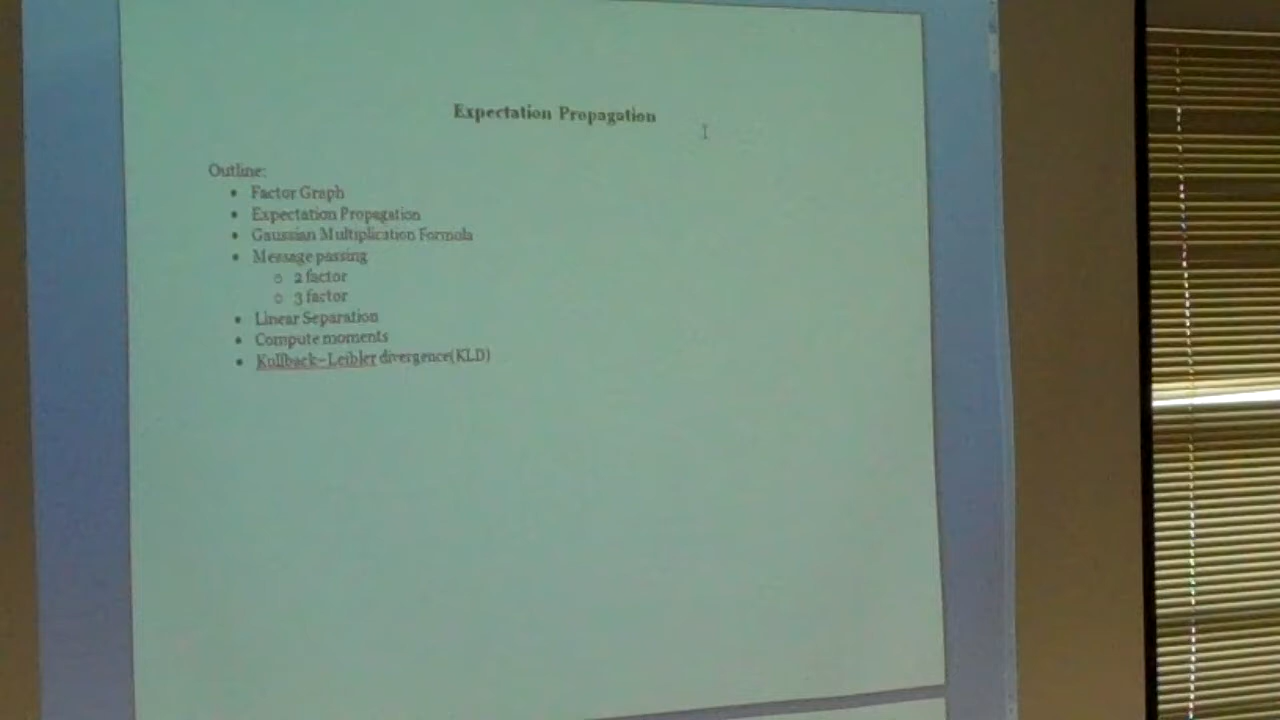 Expectation Propagation
Outline:
• Factor Graph
• Expectation Propagation
• Gaussian Multiplication Formula
• Message passing
○ 2 factor
○ 3 factor
• Linear Separation
• Compute moments
• Kullback–Leibler divergence(KLD)